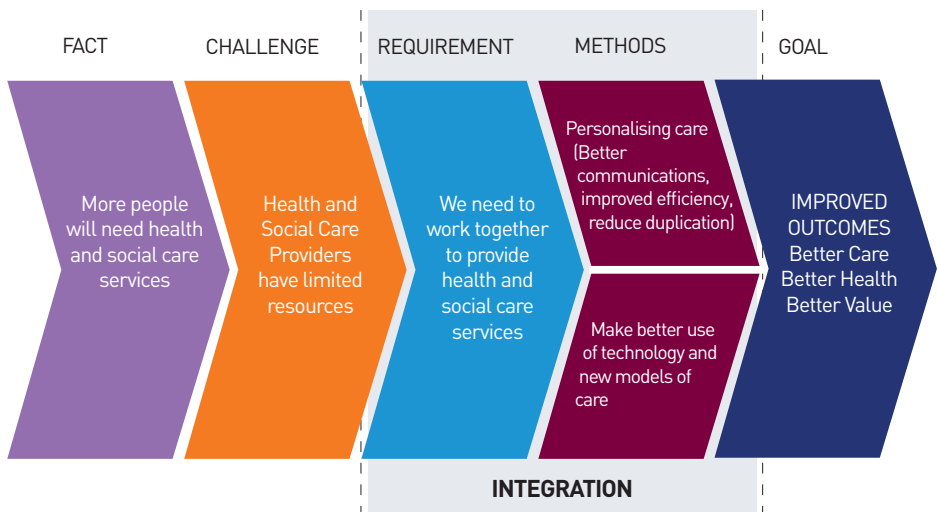 FACT
CHALLENGE
REQUIREMENT
METHODS
GOAL
More people
will need health
and social care
services
Health and
Social Care
Providers
have limited
resources
We need to
work together
to provide
health and
social care
services
Personalising care
(Better
communications,
improved efficiency,
reduce duplication)
Make better use
of technology and
new models of
care
IMPROVED
OUTCOMES
Better Care
Better Health
Better Value
INTEGRATION